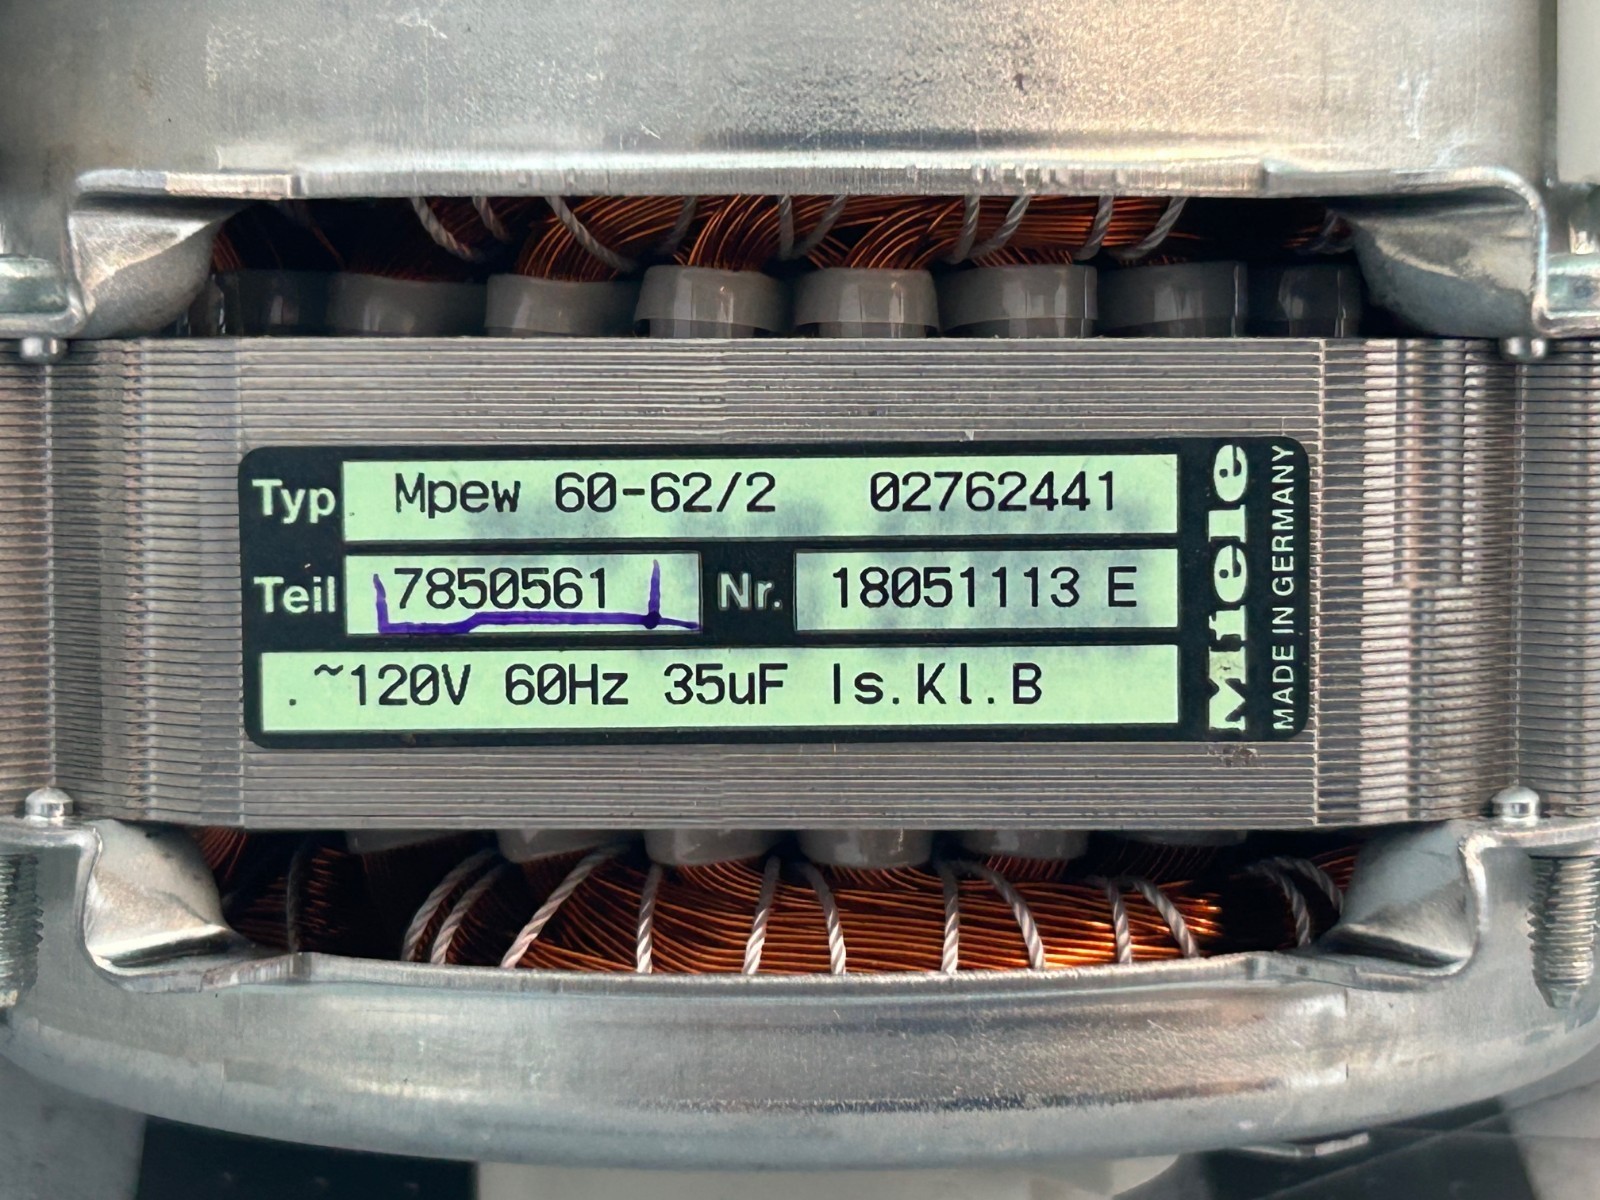 Typ Mpew 60-62/2 02762441
Teil 7850561 Nr. 18051113 E
. ~120V 60Hz 35uF Is.Kl.B
Miele
MADE IN GERMANY